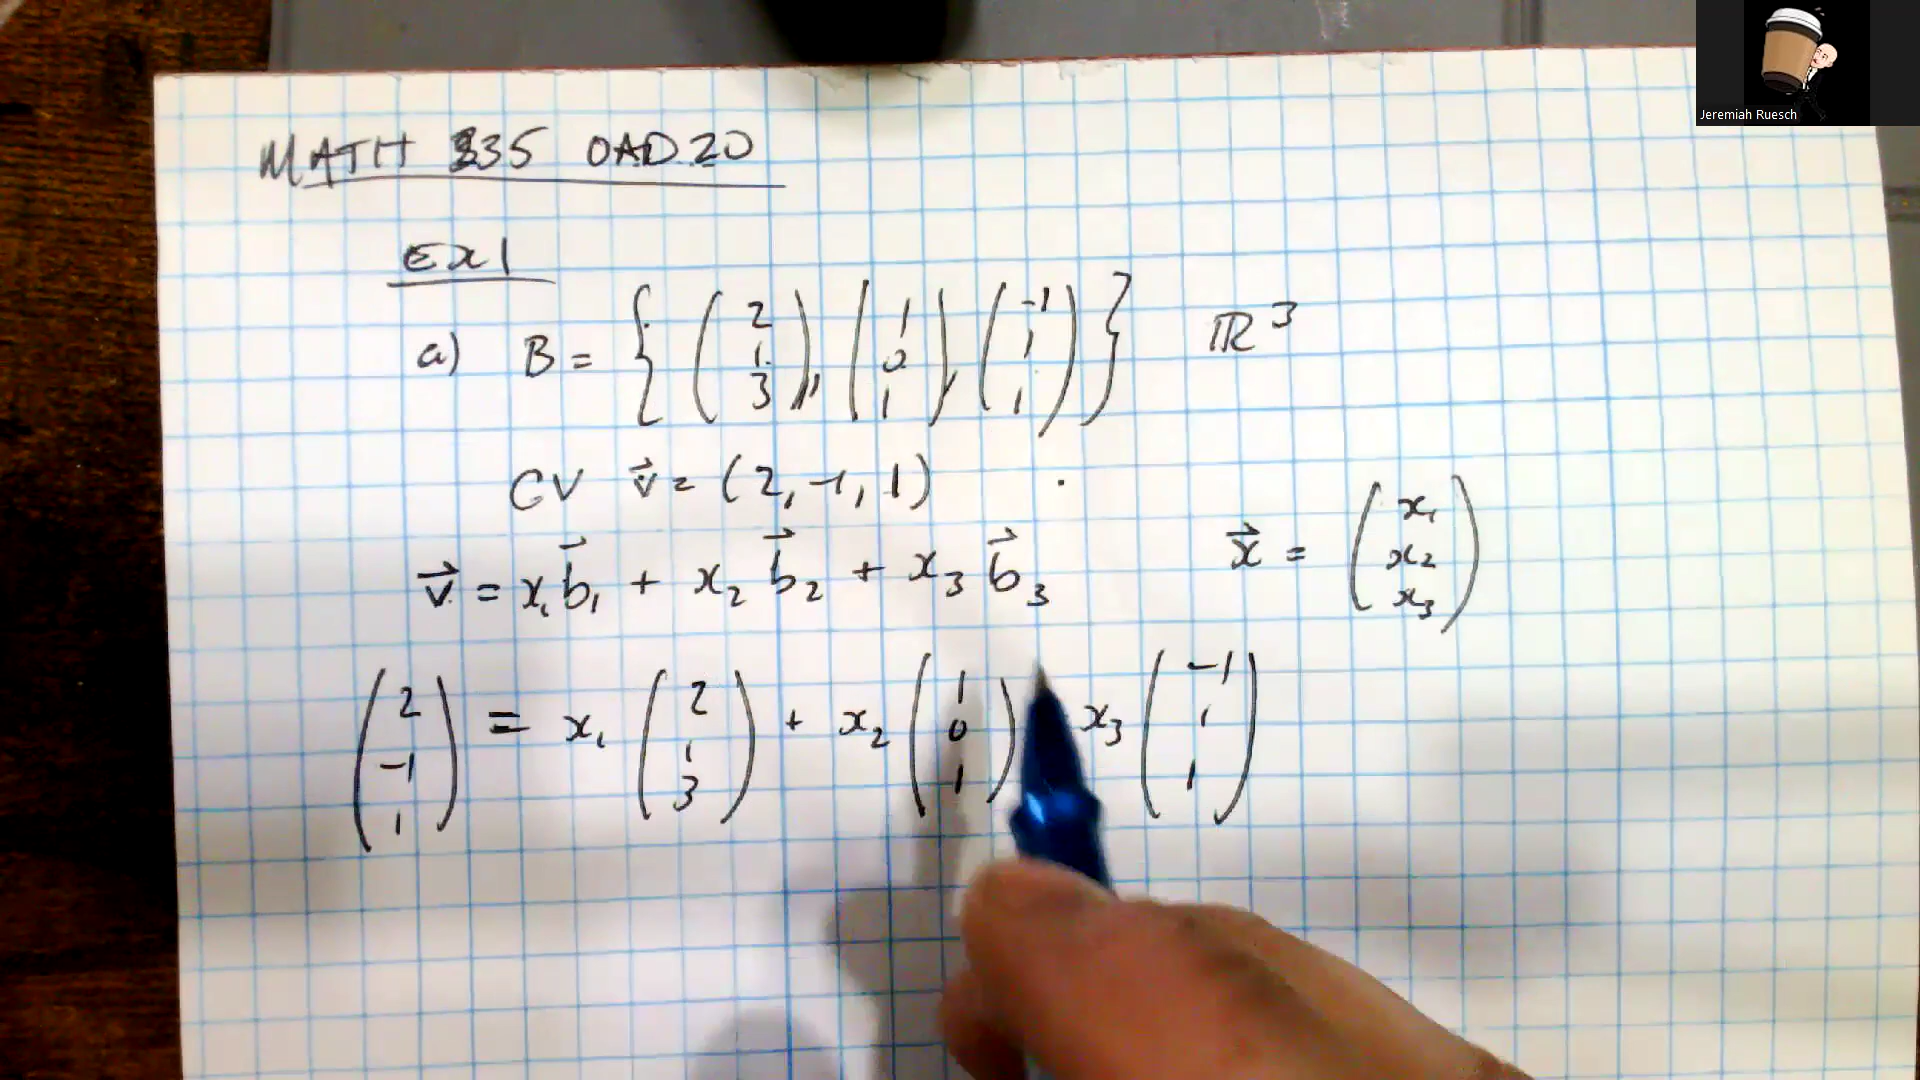 Jeremiah Ruesch
MATH 335 OAD20
Ex1
a) B = { (2 1 3), (1 0 1), (-1 1 1) } ℝ³
CV v⃗ = (2, -1, 1)
v⃗ = x₁b⃗₁ + x₂b⃗₂ + x₃b⃗₃ x⃗ = (x₁ x₂ x₃)
(2 -1 1) = x₁ (2 1 3) + x₂ (1 0 1) x₃ (-1 1 1)